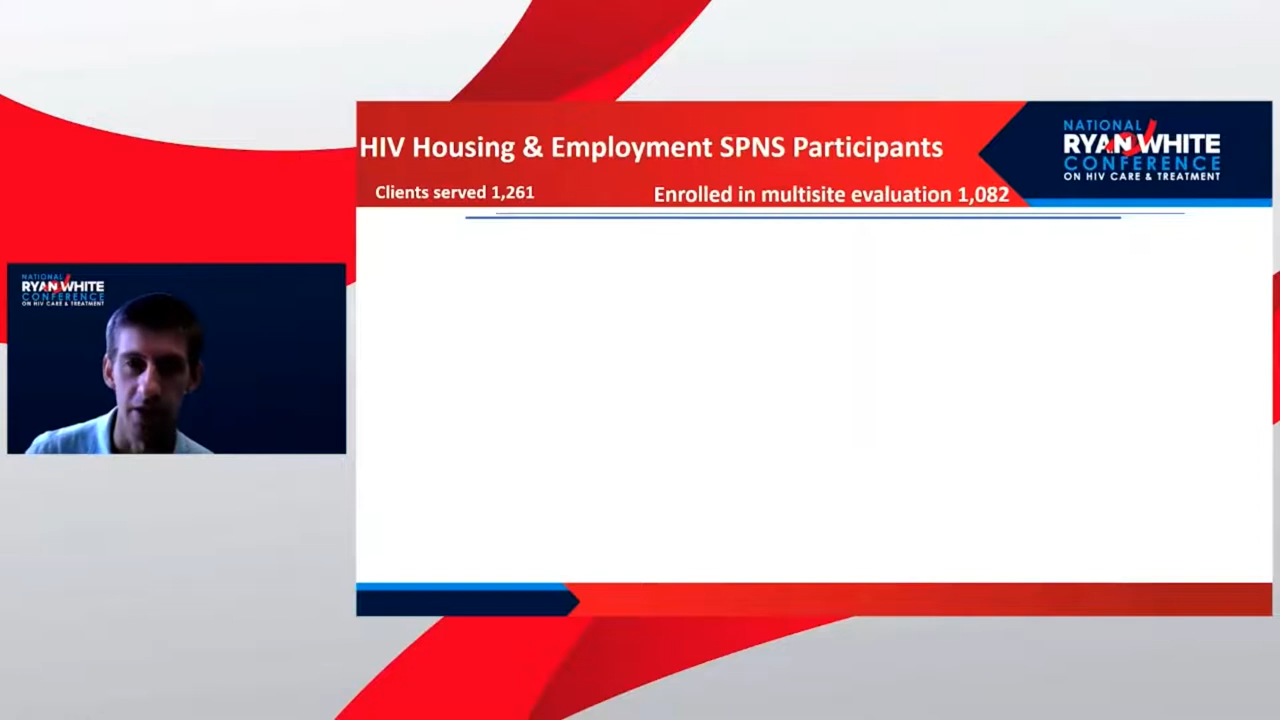 HIV Housing & Employment SPNS Participants
Clients served 1,261
Enrolled in multisite evaluation 1,082
NATIONAL
RYAN WHITE
CONFERENCE
ON HIV CARE & TREATMENT
NATIONAL
RYAN WHITE
CONFERENCE
ON HIV CARE & TREATMENT